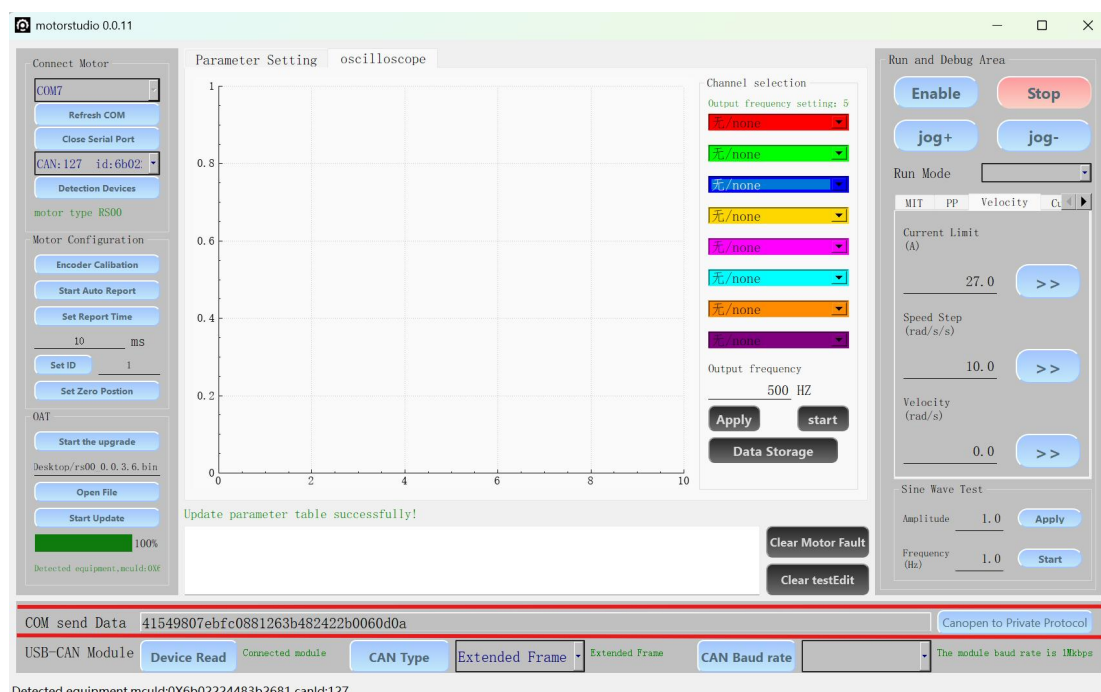 motorstudio 0.0.11
Connect Motor
COM7
Refresh COM
Close Serial Port
CAN:127 id:6b02
Detection Devices
motor type RS00
Motor Configuration
Encoder Calibation
Start Auto Report
Set Report Time
10 ms
Set ID 1
Set Zero Postion
OAT
Start the upgrade
Desktop/rs00_0.0.3.6.bin
Open File
Start Update
100%
Detected equipment,mculd:0X6
Parameter Setting oscilloscope
1
0.8
0.6
0.4
0.2
0
0 2 4 6 8 10
Channel selection
Output frequency setting: 5
无/none
无/none
无/none
无/none
无/none
无/none
无/none
无/none
Output frequency
500 HZ
Apply start
Data Storage
Update parameter table successfully!
Clear Motor Fault
Clear testEdit
Run and Debug Area
Enable Stop
jog+ jog-
Run Mode
MIT PP Velocity Cu
Current Limit
(A)
27.0 >>
Speed Step
(rad/s/s)
10.0 >>
Velocity
(rad/s)
0.0 >>
Sine Wave Test
Amplitude 1.0 Apply
Frequency
(Hz) 1.0 Start
COM send Data 41549807ebfc0881263b482422b0060d0a Canopen to Private Protocol
USB-CAN Module Device Read Connected module CAN Type Extended Frame Extended Frame CAN Baud rate The module baud rate is 1Mkbps
Detected equipment,mculd:0X6b02224483b2681,canId:127